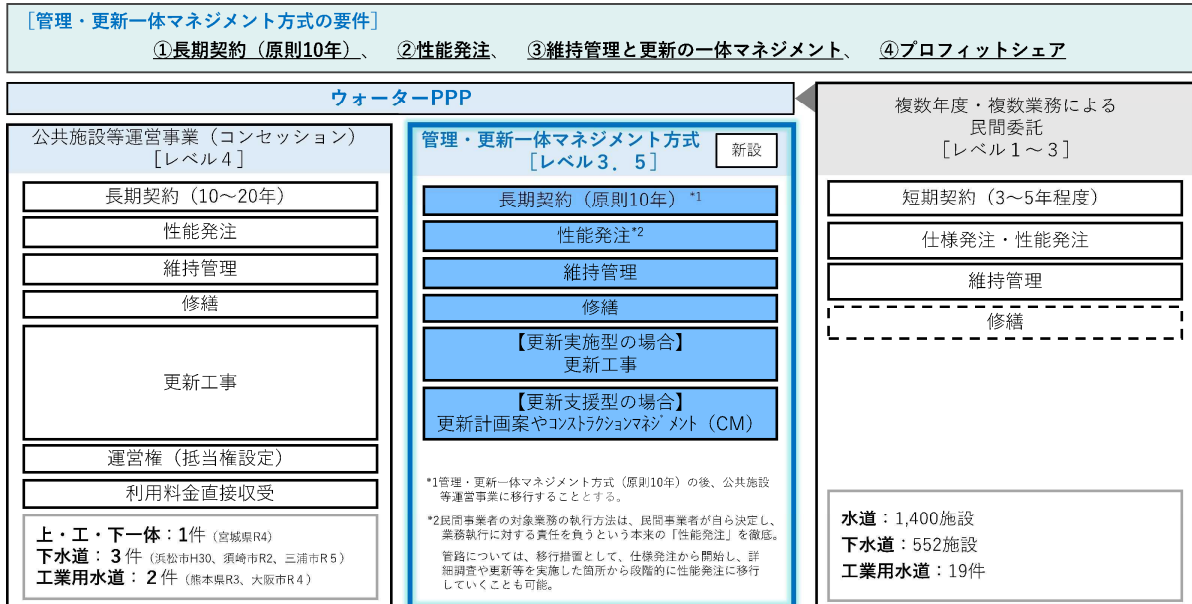 [管理・更新一体マネジメント方式の要件]
①長期契約（原則10年）、 ②性能発注、 ③維持管理と更新の一体マネジメント、 ④プロフィットシェア
ウォーターPPP
公共施設等運営事業（コンセッション）
[レベル４]
長期契約（10～20年）
性能発注
維持管理
修繕
更新工事
運営権（抵当権設定）
利用料金直接収受
上・工・下一体：1件（宮城県R4）
下水道：３件（浜松市H30、須崎市R2、三浦市R５）
工業用水道：２件（熊本県R3、大阪市R４）
管理・更新一体マネジメント方式
[レベル３．５]
新設
長期契約（原則10年）*1
性能発注*2
維持管理
修繕
【更新実施型の場合】
更新工事
【更新支援型の場合】
更新計画案やｺﾝｽﾄﾗｸｼｮﾝﾏﾈｼﾞﾒﾝﾄ（CM）
*1管理・更新一体マネジメント方式（原則10年）の後、公共施設
等運営事業に移行することとする。
*2民間事業者の対象業務の執行方法は、民間事業者が自ら決定し、
業務執行に対する責任を負うという本来の「性能発注」を徹底。
管路については、移行措置として、仕様発注から開始し、詳
細調査や更新等を実施した箇所から段階的に性能発注に移行
していくことも可能。
複数年度・複数業務による
民間委託
[レベル１～３]
短期契約（3～5年程度）
仕様発注・性能発注
維持管理
修繕
水道：1,400施設
下水道：552施設
工業用水道：19件